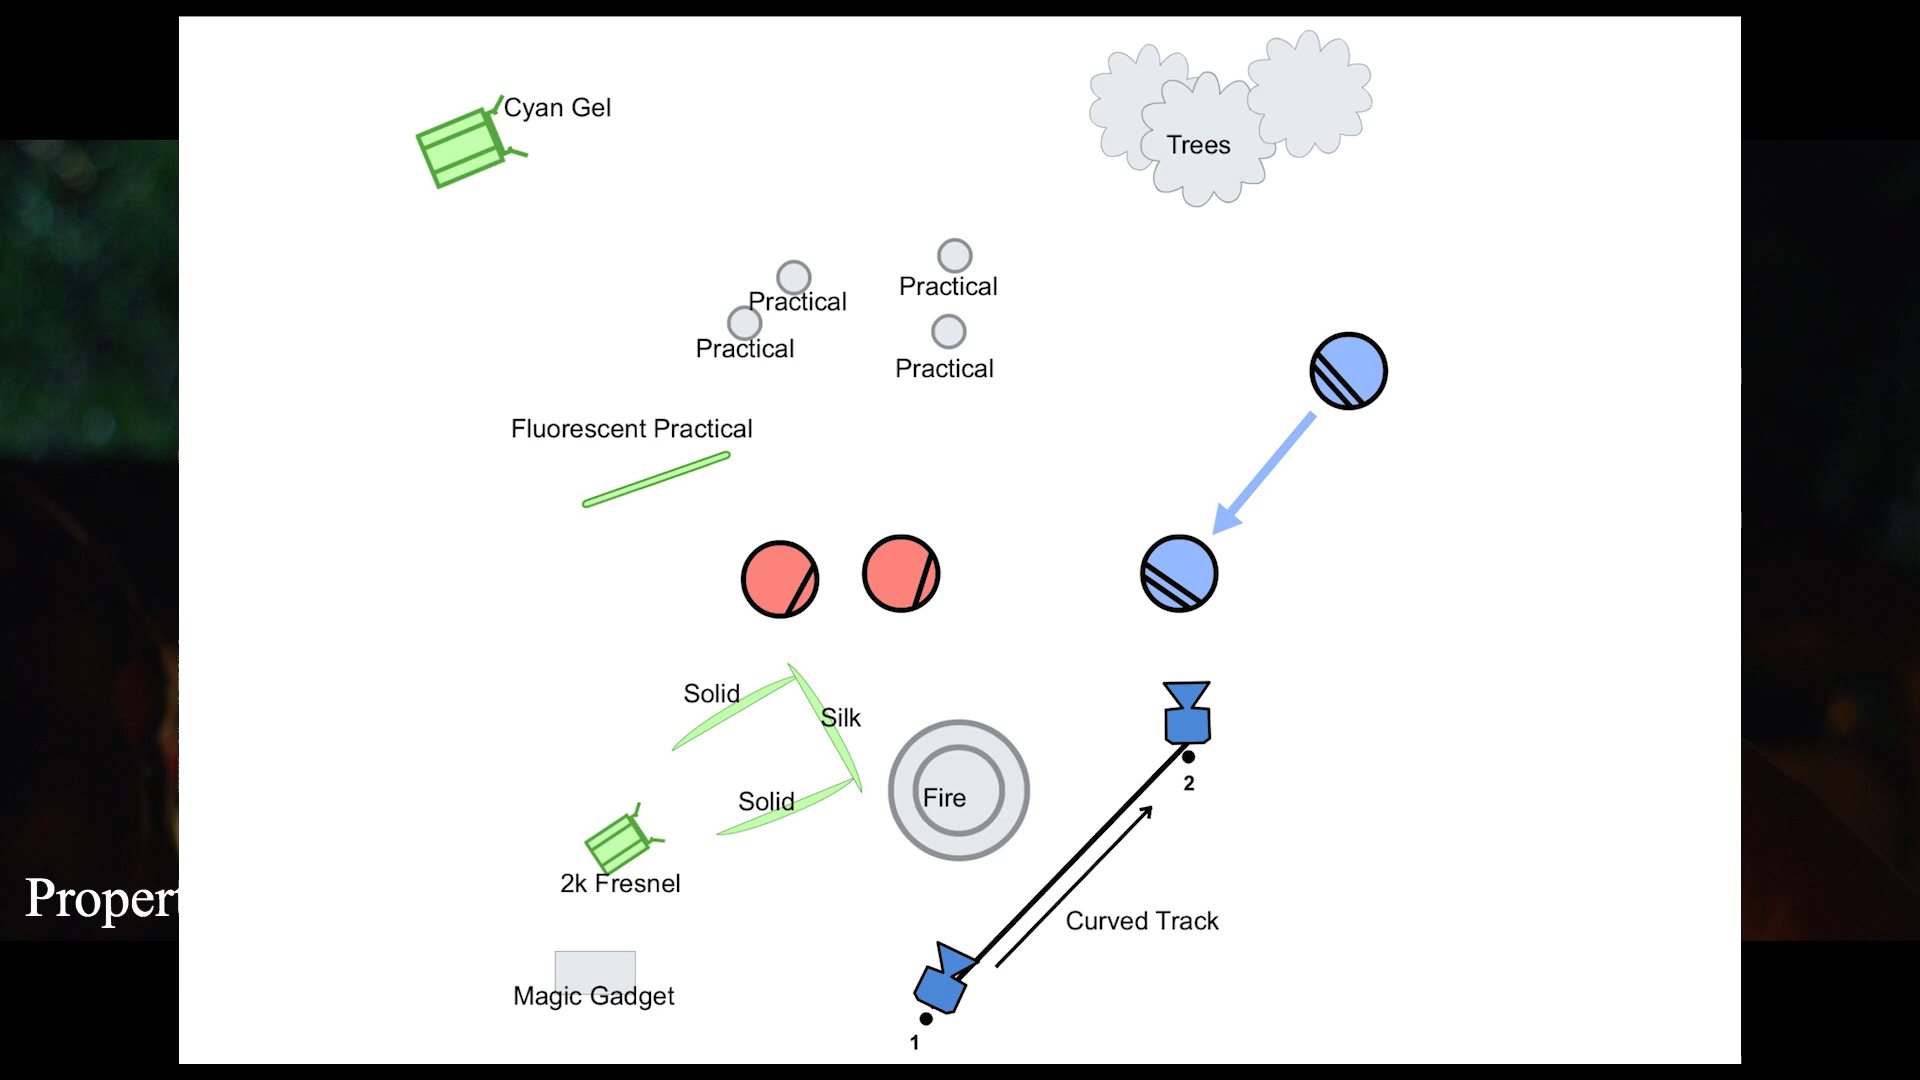 Cyan Gel
Trees
Practical
Practical
Practical
Practical
Fluorescent Practical
Solid
Silk
Solid
Fire
2
2k Fresnel
Propert
Curved Track
Magic Gadget
1